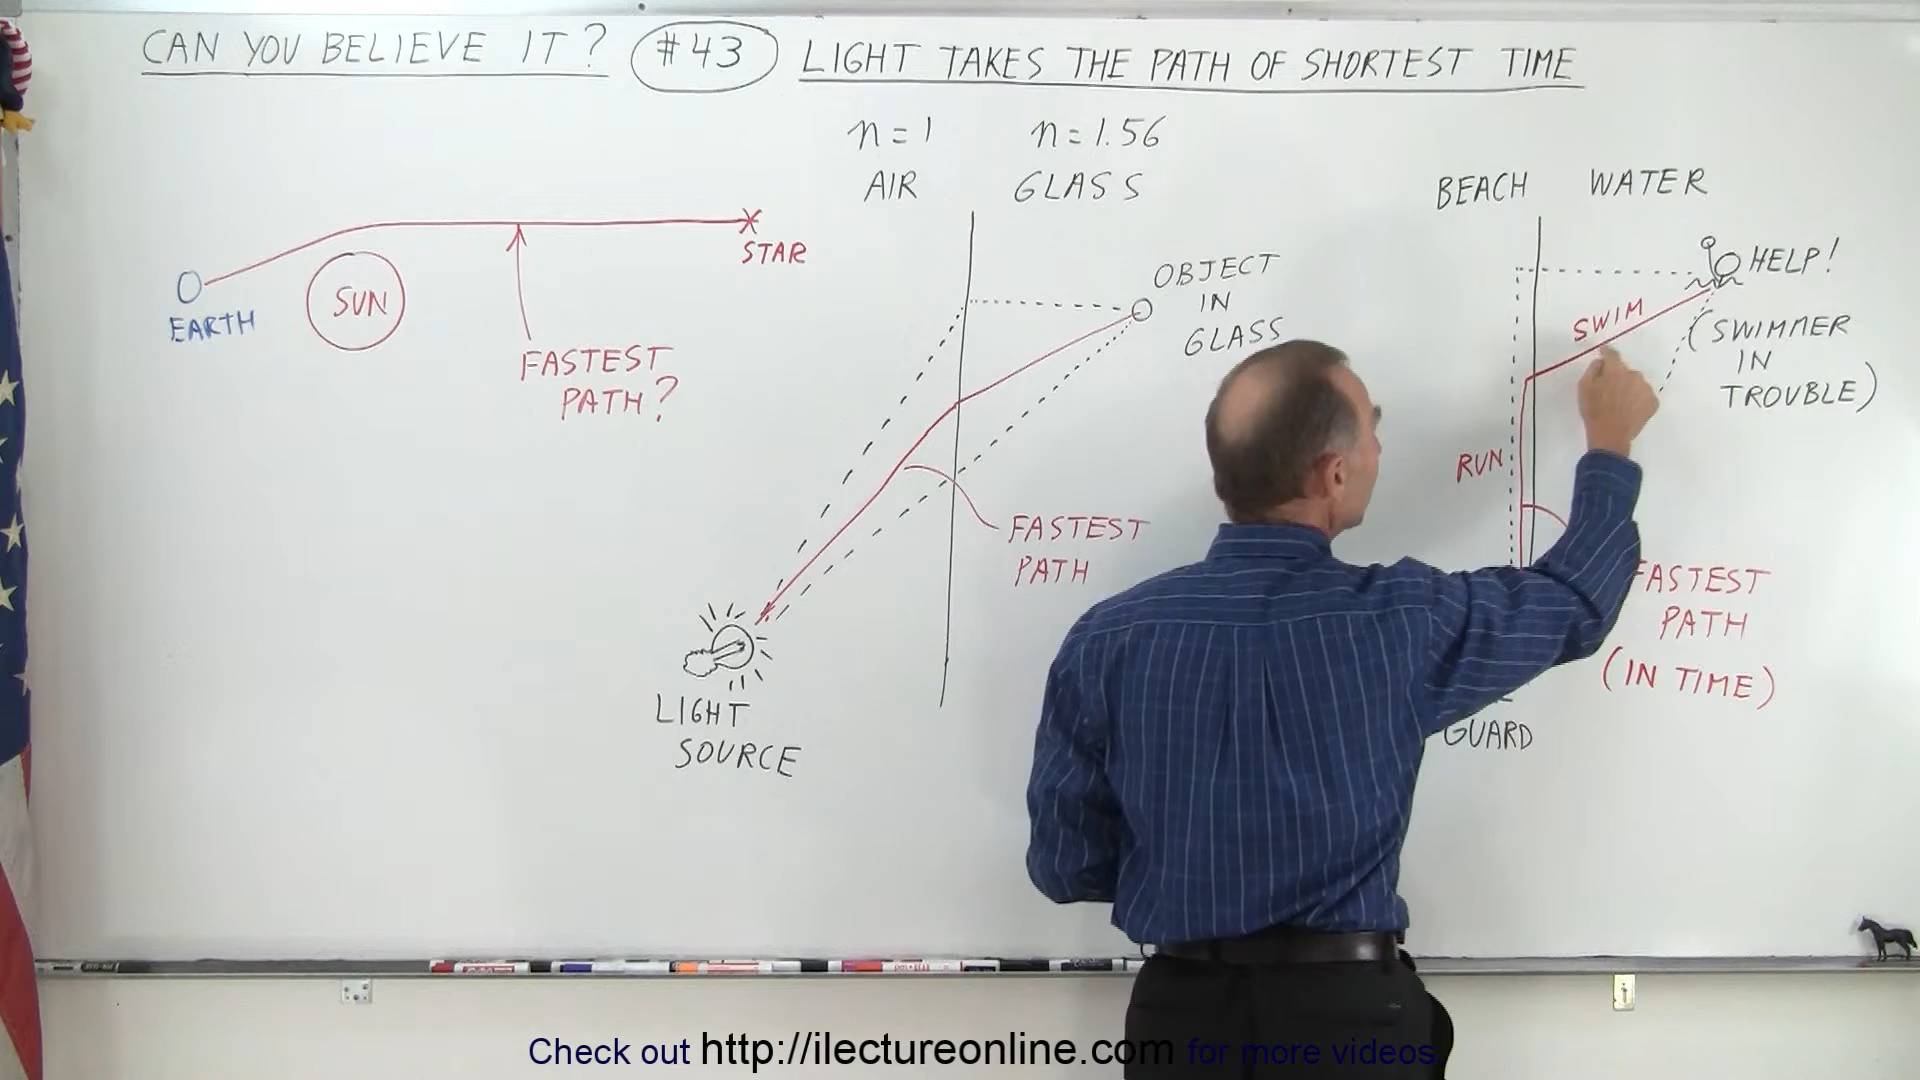 CAN YOU BELIEVE IT? #43 LIGHT TAKES THE PATH OF SHORTEST TIME
n=1 n=1.56
AIR GLASS
BEACH WATER
STAR
SUN
EARTH
FASTEST
PATH?
OBJECT
IN
GLASS
FASTEST
PATH
LIGHT
SOURCE
HELP!
SWIM
(SWIMMER
IN
TROUBLE)
RUN
FASTEST
PATH
(IN TIME)
GUARD
Check out http://ilectureonline.com for more videos.